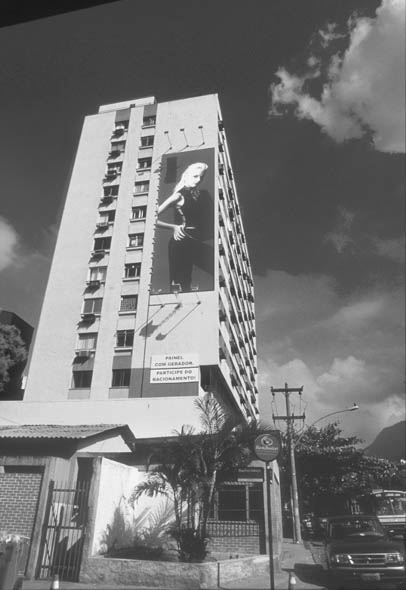 PAINEL
COM GERADOR.
PARTICIPE DO
RACIONAMENTO!